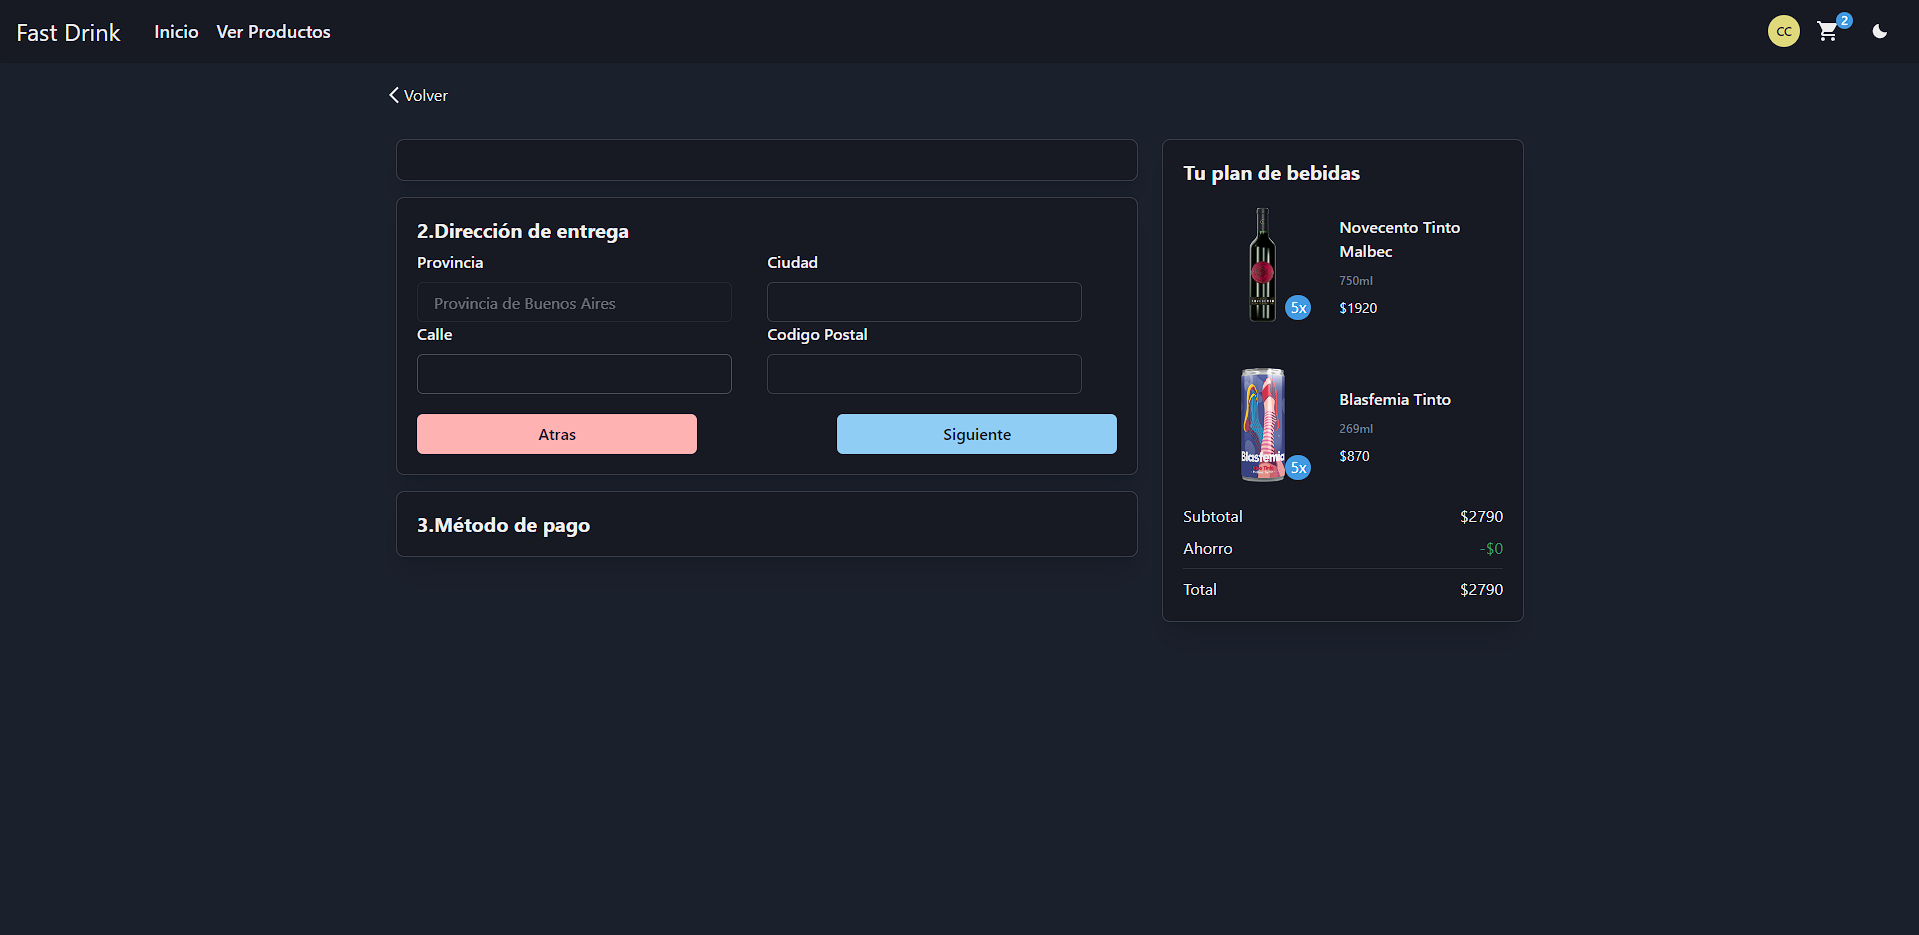 Fast Drink
Inicio
Ver Productos
CC
2
Volver
2.Dirección de entrega
Provincia
Ciudad
Provincia de Buenos Aires
Calle
Codigo Postal
Atras
Siguiente
3.Método de pago
Tu plan de bebidas
Novecento Tinto
Malbec
750ml
5x
$1920
Blasfemia Tinto
269ml
$870
Blasfemia
5x
Subtotal
$2790
Ahorro
-$0
Total
$2790